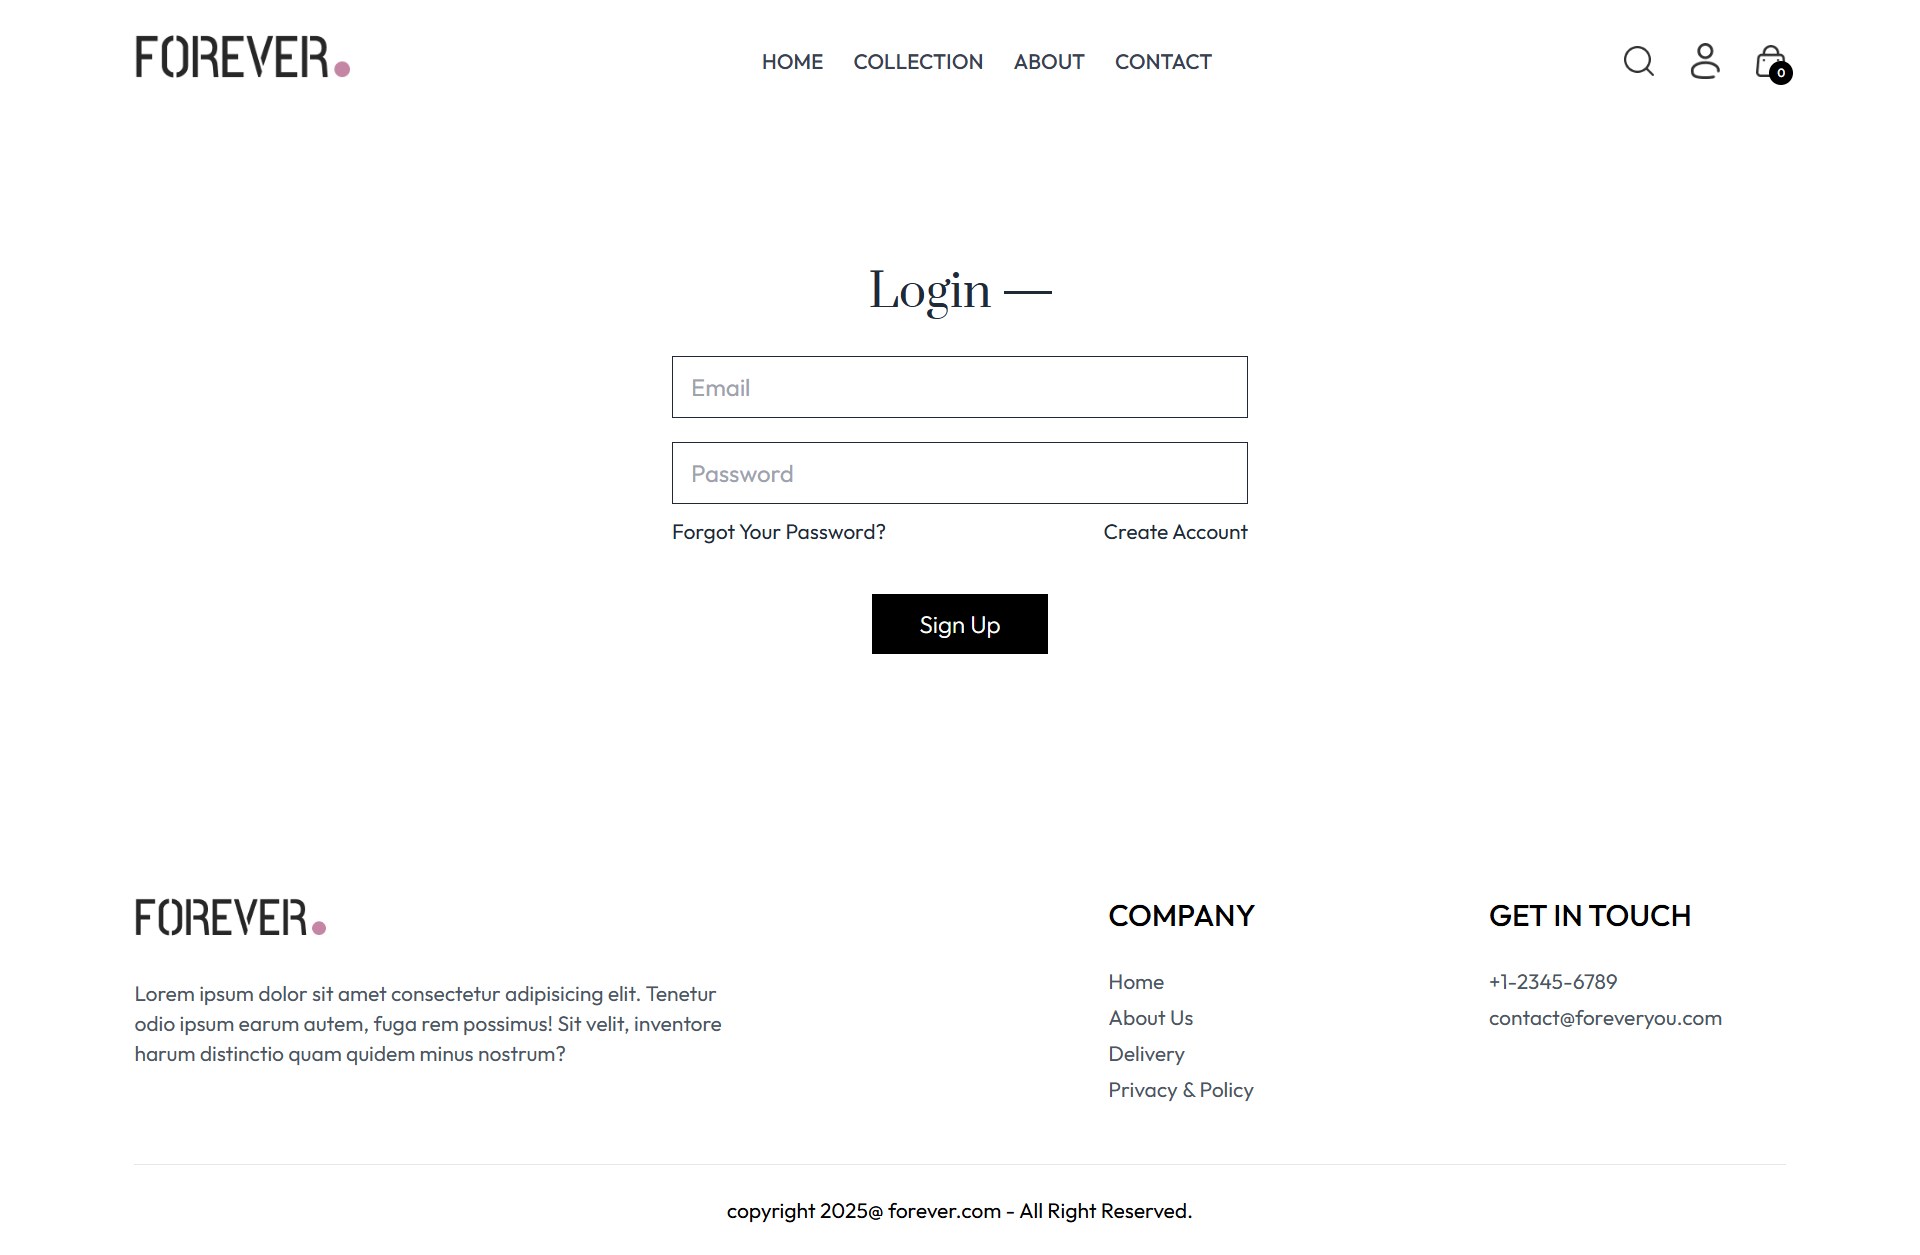 FOREVER.
HOME COLLECTION ABOUT CONTACT
0
Login —
Email
Password
Forgot Your Password? Create Account
Sign Up
FOREVER.
Lorem ipsum dolor sit amet consectetur adipisicing elit. Tenetur
odio ipsum earum autem, fuga rem possimus! Sit velit, inventore
harum distinctio quam quidem minus nostrum?
COMPANY
Home
About Us
Delivery
Privacy & Policy
GET IN TOUCH
+1-2345-6789
contact@foreveryou.com
copyright 2025@ forever.com - All Right Reserved.